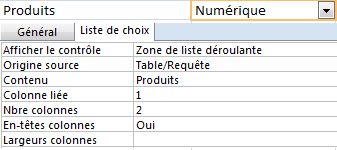 Produits Numérique
Général Liste de choix
Afficher le contrôle Zone de liste déroulante
Origine source Table/Requête
Contenu Produits
Colonne liée 1
Nbre colonnes 2
En-têtes colonnes Oui
Largeurs colonnes